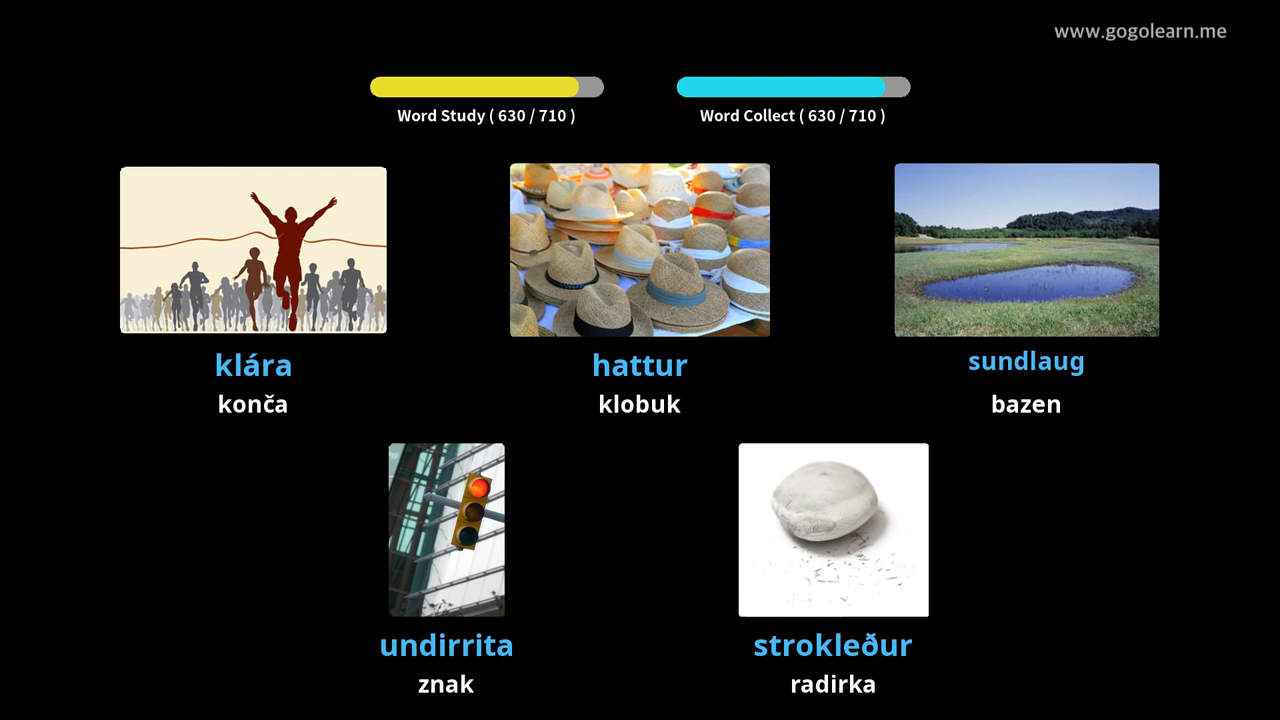 www.gogolearn.me
Word Study ( 630 / 710 )
Word Collect ( 630 / 710 )
klára
konča
hattur
klobuk
sundlaug
bazen
undirrita
znak
strokleður
radirka